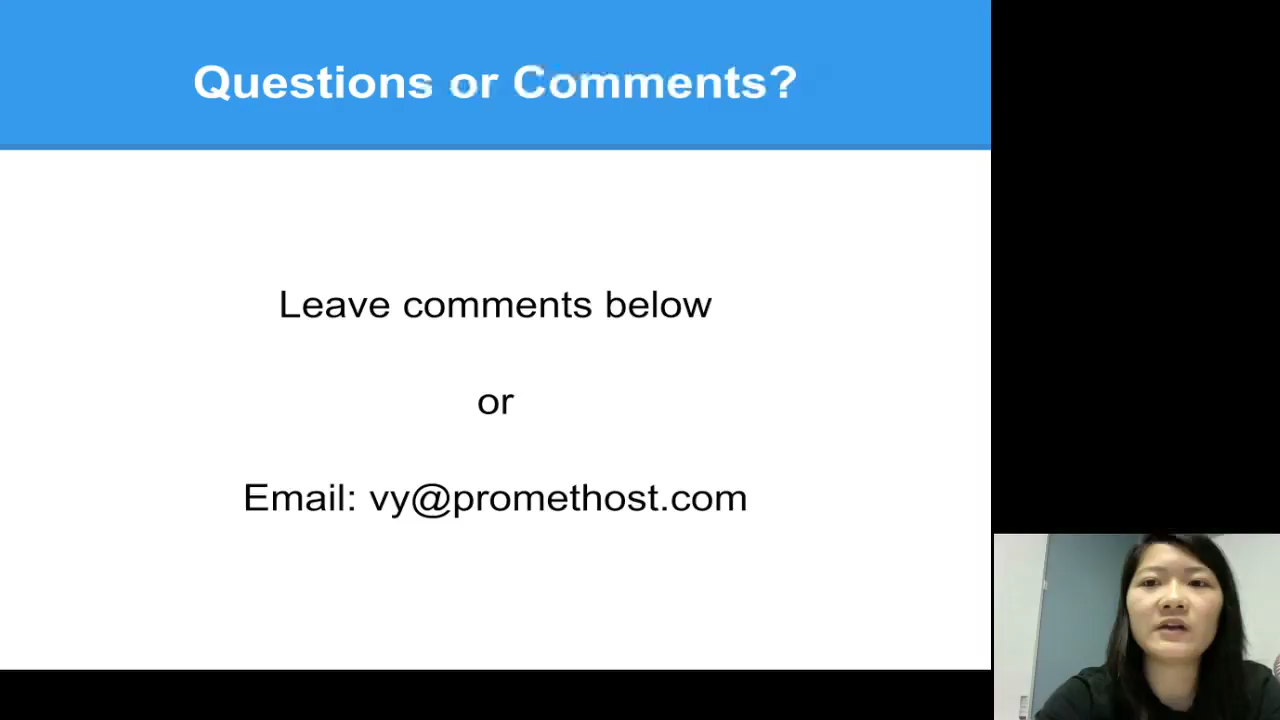 Questions or Comments?
Leave comments below
or
Email: vy@promethost.com